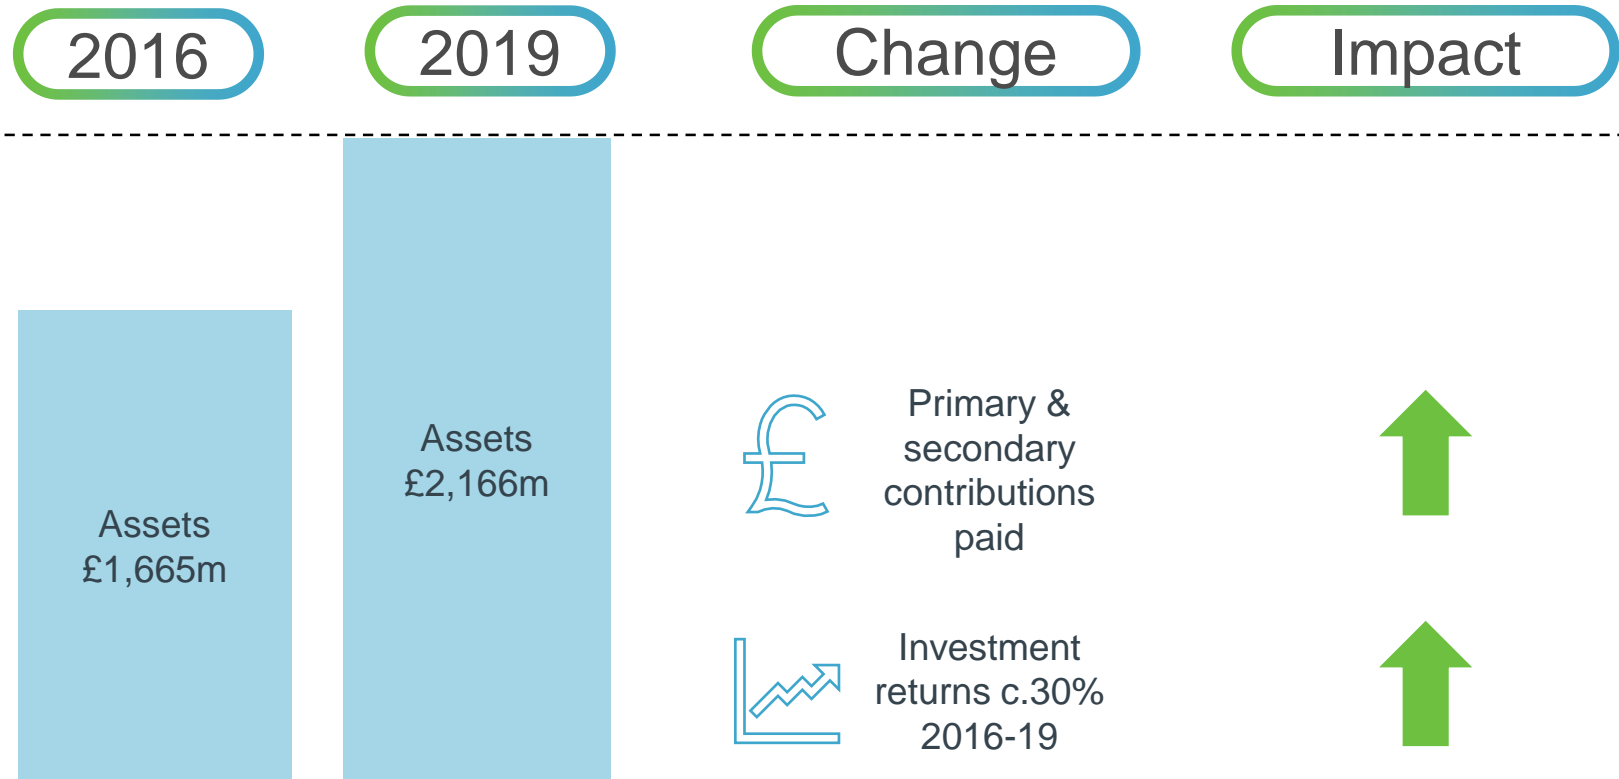 2016
2019
Change
Impact
Assets
£1,665m
Assets
£2,166m
£
Primary &
secondary
contributions
paid
Investment
returns c.30%
2016-19